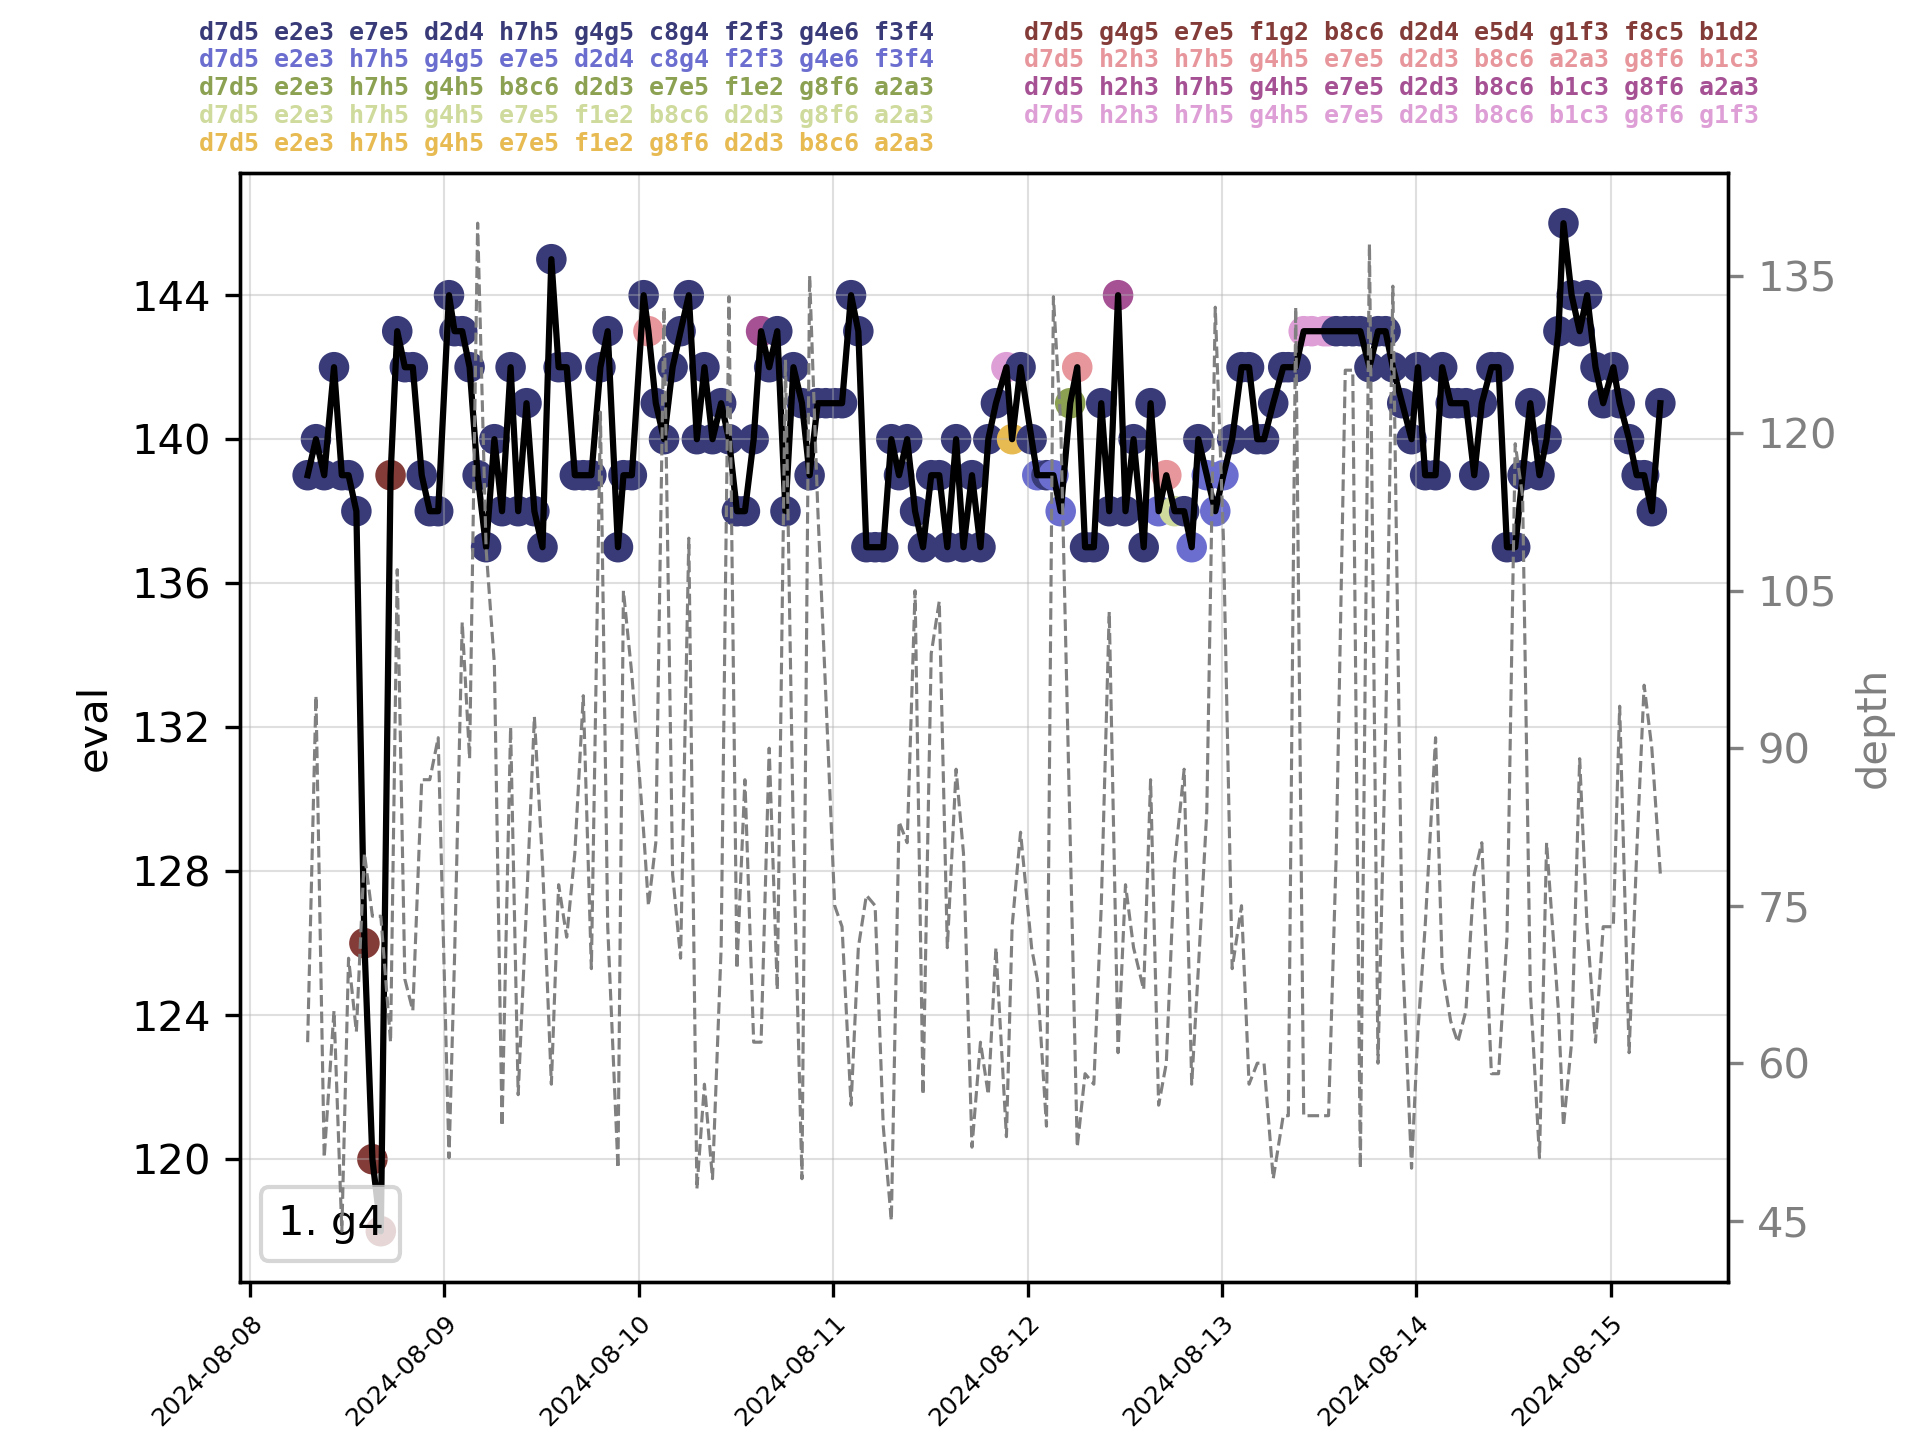 d7d5 e2e3 e7e5 d2d4 h7h5 g4g5 c8g4 f2f3 g4e6 f3f4
d7d5 e2e3 h7h5 g4g5 e7e5 d2d4 c8g4 f2f3 g4e6 f3f4
d7d5 e2e3 h7h5 g4h5 b8c6 d2d3 e7e5 f1e2 g8f6 a2a3
d7d5 e2e3 h7h5 g4h5 e7e5 f1e2 b8c6 d2d3 g8f6 a2a3
d7d5 e2e3 h7h5 g4h5 e7e5 f1e2 g8f6 d2d3 b8c6 a2a3
d7d5 g4g5 e7e5 f1g2 b8c6 d2d4 e5d4 g1f3 f8c5 b1d2
d7d5 h2h3 h7h5 g4h5 e7e5 d2d3 b8c6 a2a3 g8f6 b1c3
d7d5 h2h3 h7h5 g4h5 e7e5 d2d3 b8c6 b1c3 g8f6 a2a3
d7d5 h2h3 h7h5 g4h5 e7e5 d2d3 b8c6 b1c3 g8f6 g1f3
eval
144
140
136
132
128
124
120
1. g4
135
120
105
90
75
60
45
depth
2024-08-08
2024-08-09
2024-08-10
2024-08-11
2024-08-12
2024-08-13
2024-08-14
2024-08-15